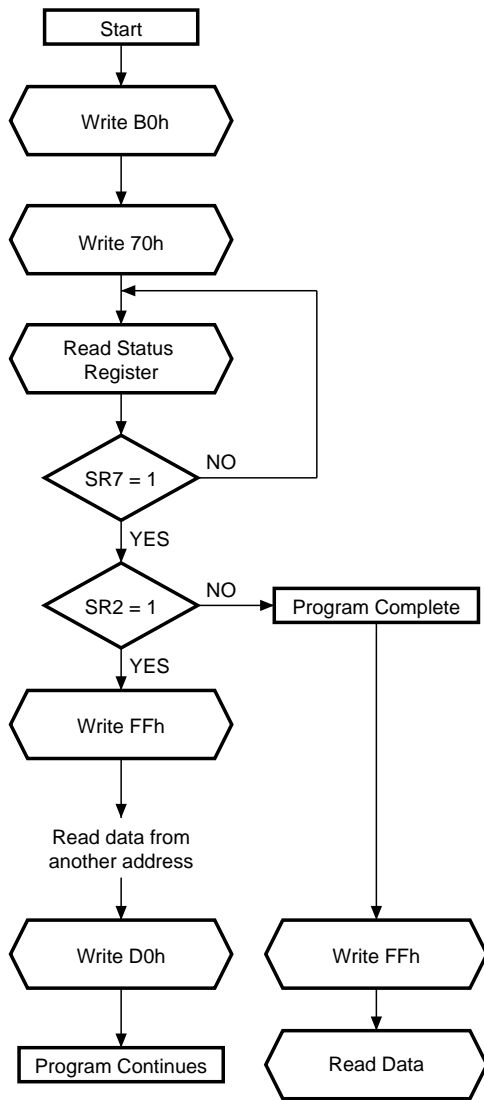 Start
Write B0h
Write 70h
Read Status
Register
SR7 = 1
NO
YES
SR2 = 1
NO
Program Complete
YES
Write FFh
Read data from
another address
Write D0h
Write FFh
Program Continues
Read Data